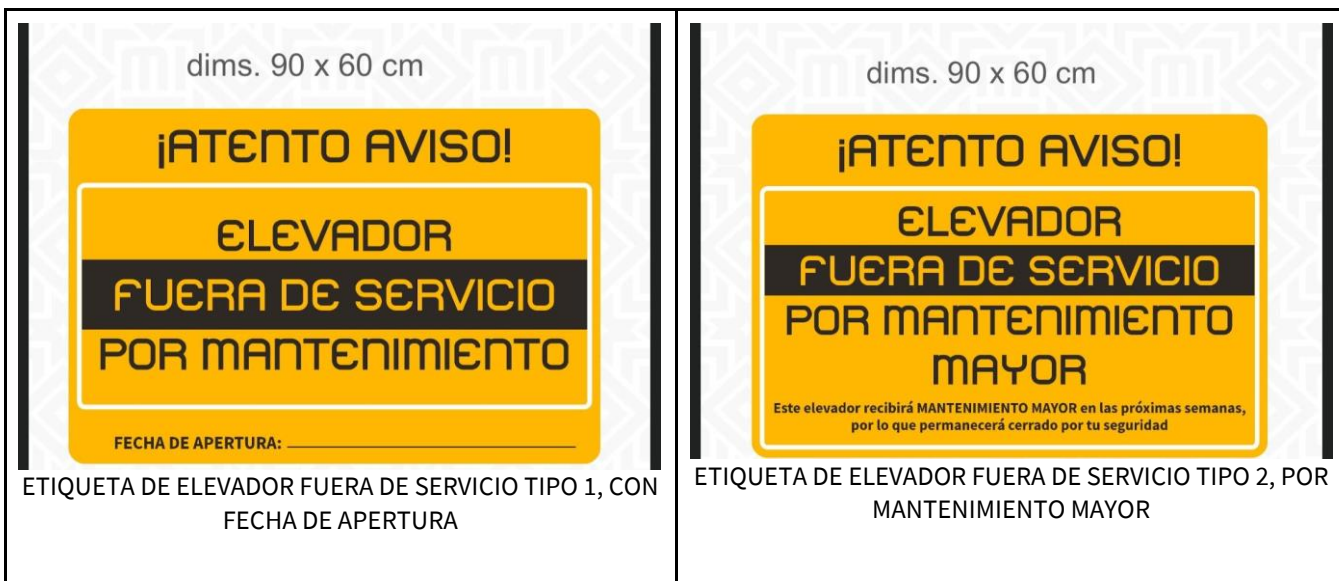 dims. 90 x 60 cm
¡ATENTO AVISO!
ELEVADOR
FUERA DE SERVICIO
POR MANTENIMIENTO
FECHA DE APERTURA:
ETIQUETA DE ELEVADOR FUERA DE SERVICIO TIPO 1, CON
FECHA DE APERTURA
dims. 90 x 60 cm
¡ATENTO AVISO!
ELEVADOR
FUERA DE SERVICIO
POR MANTENIMIENTO
MAYOR
Este elevador recibirá MANTENIMIENTO MAYOR en las próximas semanas,
por lo que permanecerá cerrado por tu seguridad
ETIQUETA DE ELEVADOR FUERA DE SERVICIO TIPO 2, POR
MANTENIMIENTO MAYOR